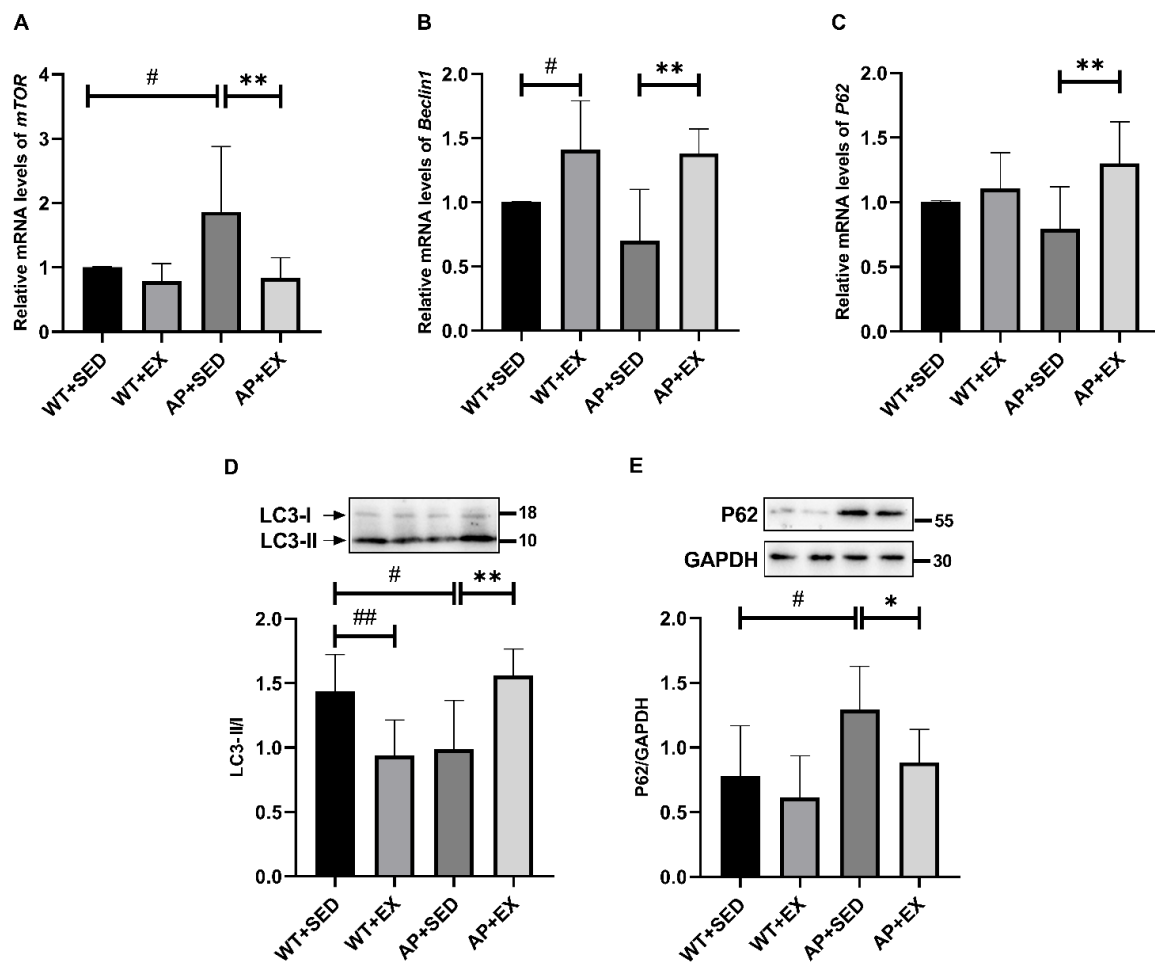 A
Relative mRNA levels of mTOR
4
3
2
1
0
#
**
WT+SED
WT+EX
AP+SED
AP+EX
B
Relative mRNA levels of Beclin1
2.0
1.5
1.0
0.5
0.0
#
**
WT+SED
WT+EX
AP+SED
AP+EX
C
Relative mRNA levels of P62
2.0
1.5
1.0
0.5
0.0
**
WT+SED
WT+EX
AP+SED
AP+EX
D
LC3-I
18
LC3-II
10
LC3-II/I
2.0
1.5
1.0
0.5
0.0
#
**
##
WT+SED
WT+EX
AP+SED
AP+EX
E
P62
55
GAPDH
30
P62/GAPDH
2.0
1.5
1.0
0.5
0.0
#
*
WT+SED
WT+EX
AP+SED
AP+EX